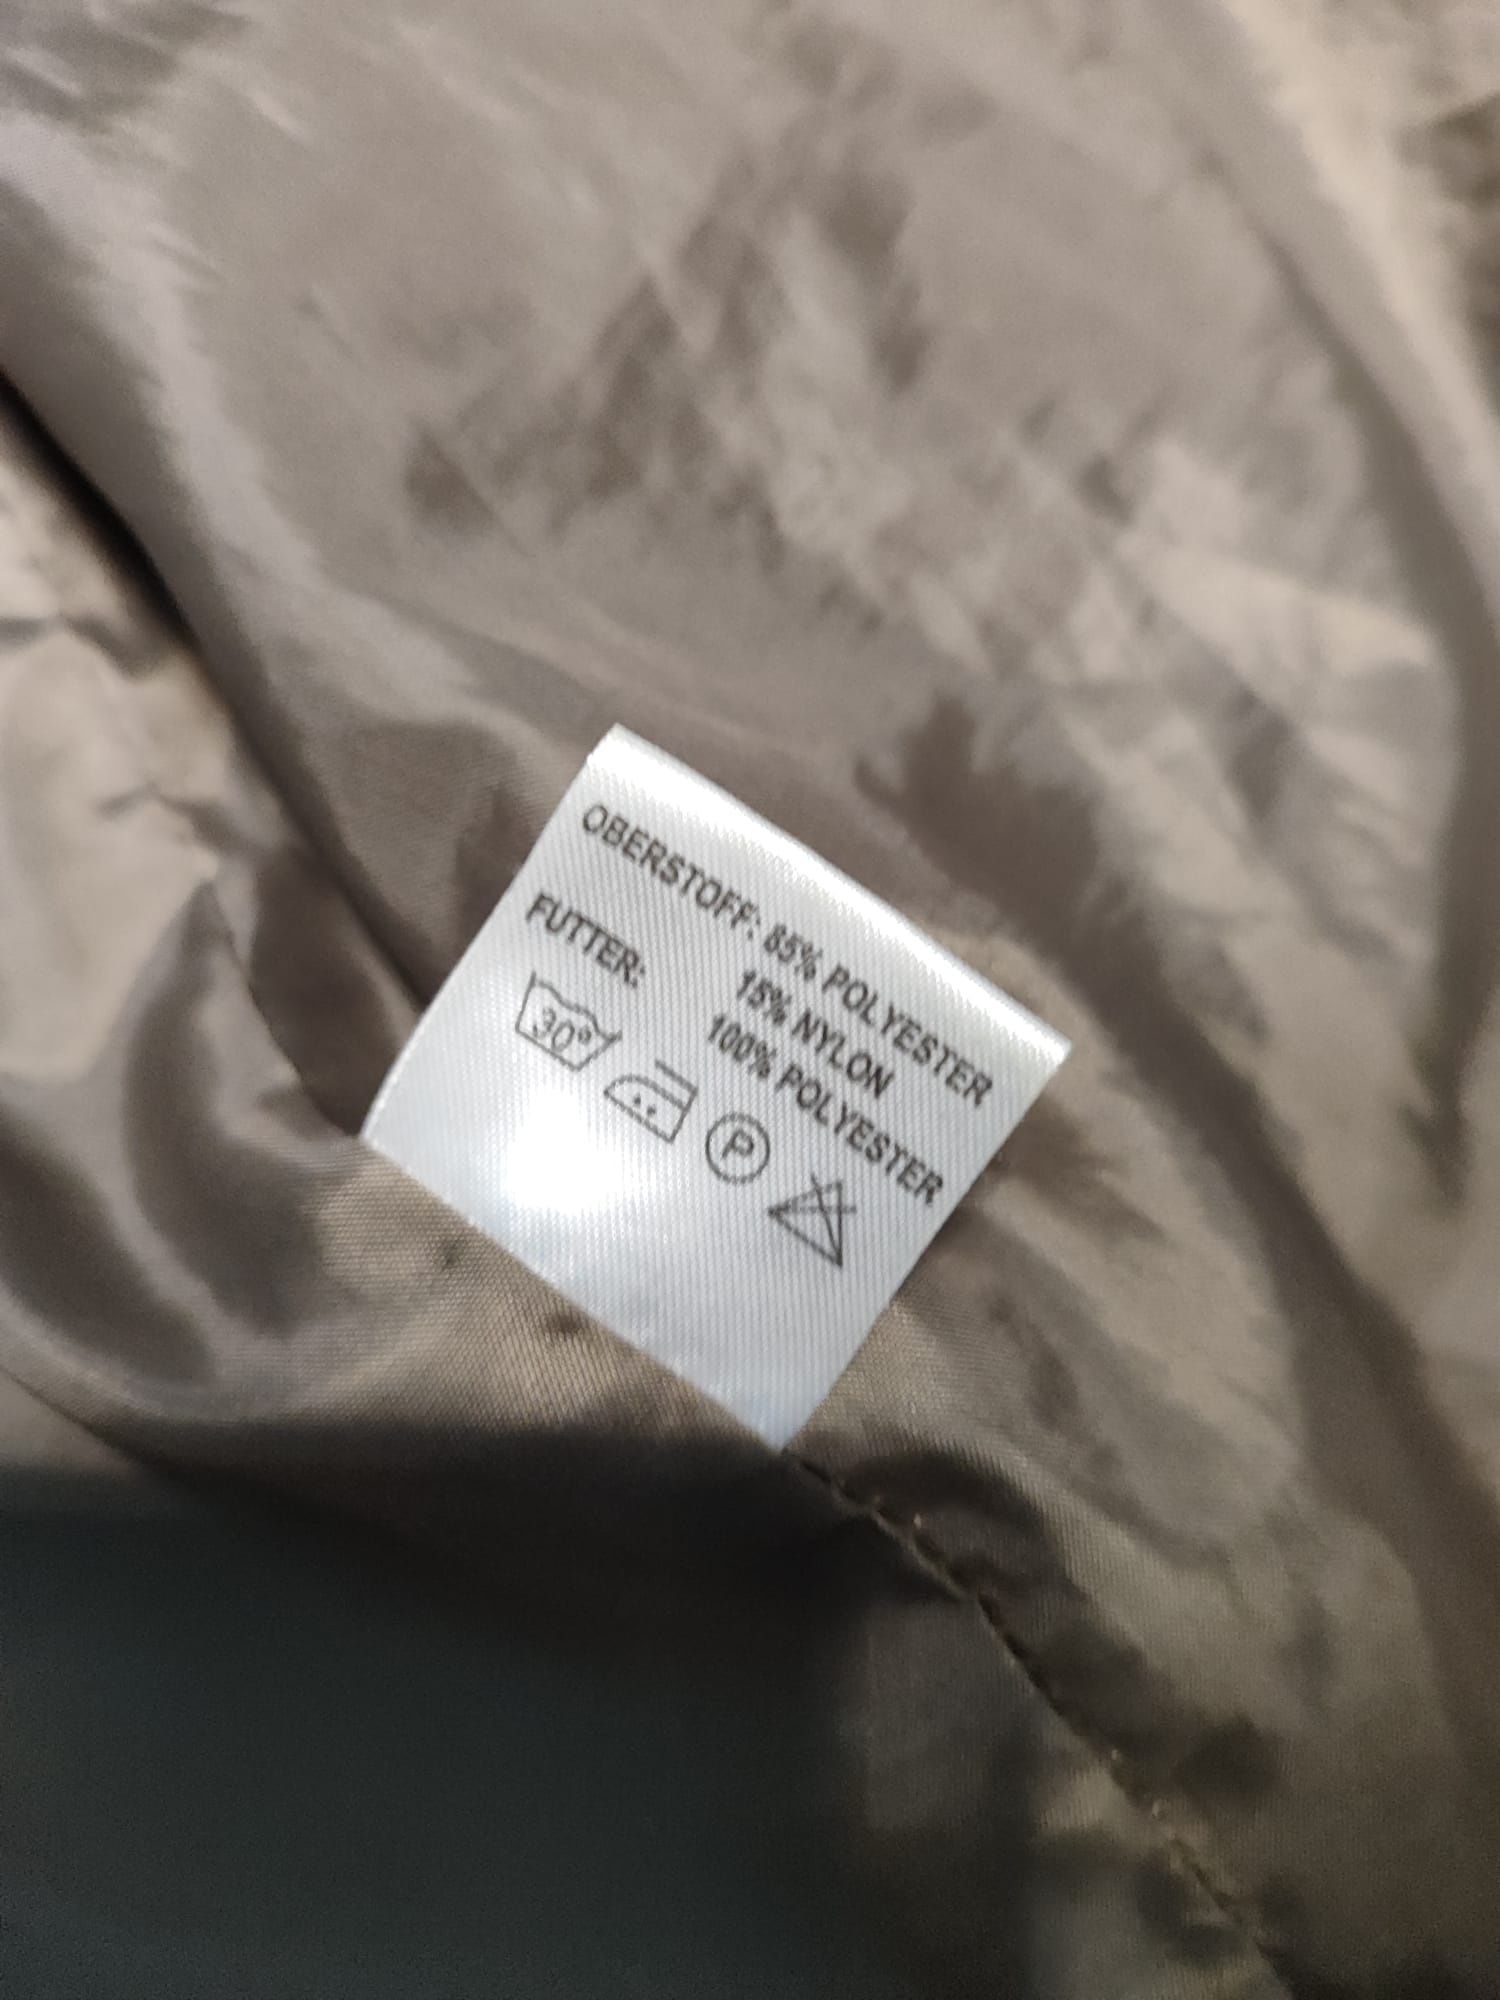 OBERSTOFF: 85% POLYESTER
15% NYLON
FUTTER: 100% POLYESTER
30°
P